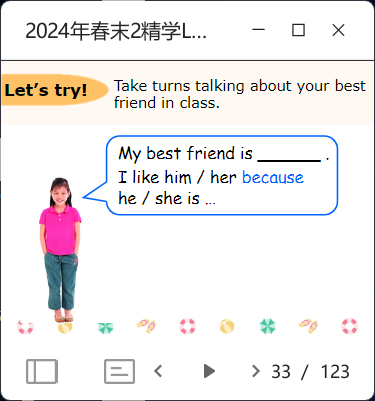 2024年春末2精学L...
Let's try!
Take turns talking about your best
friend in class.
My best friend is ______ .
I like him / her because
he / she is ...
33 / 123